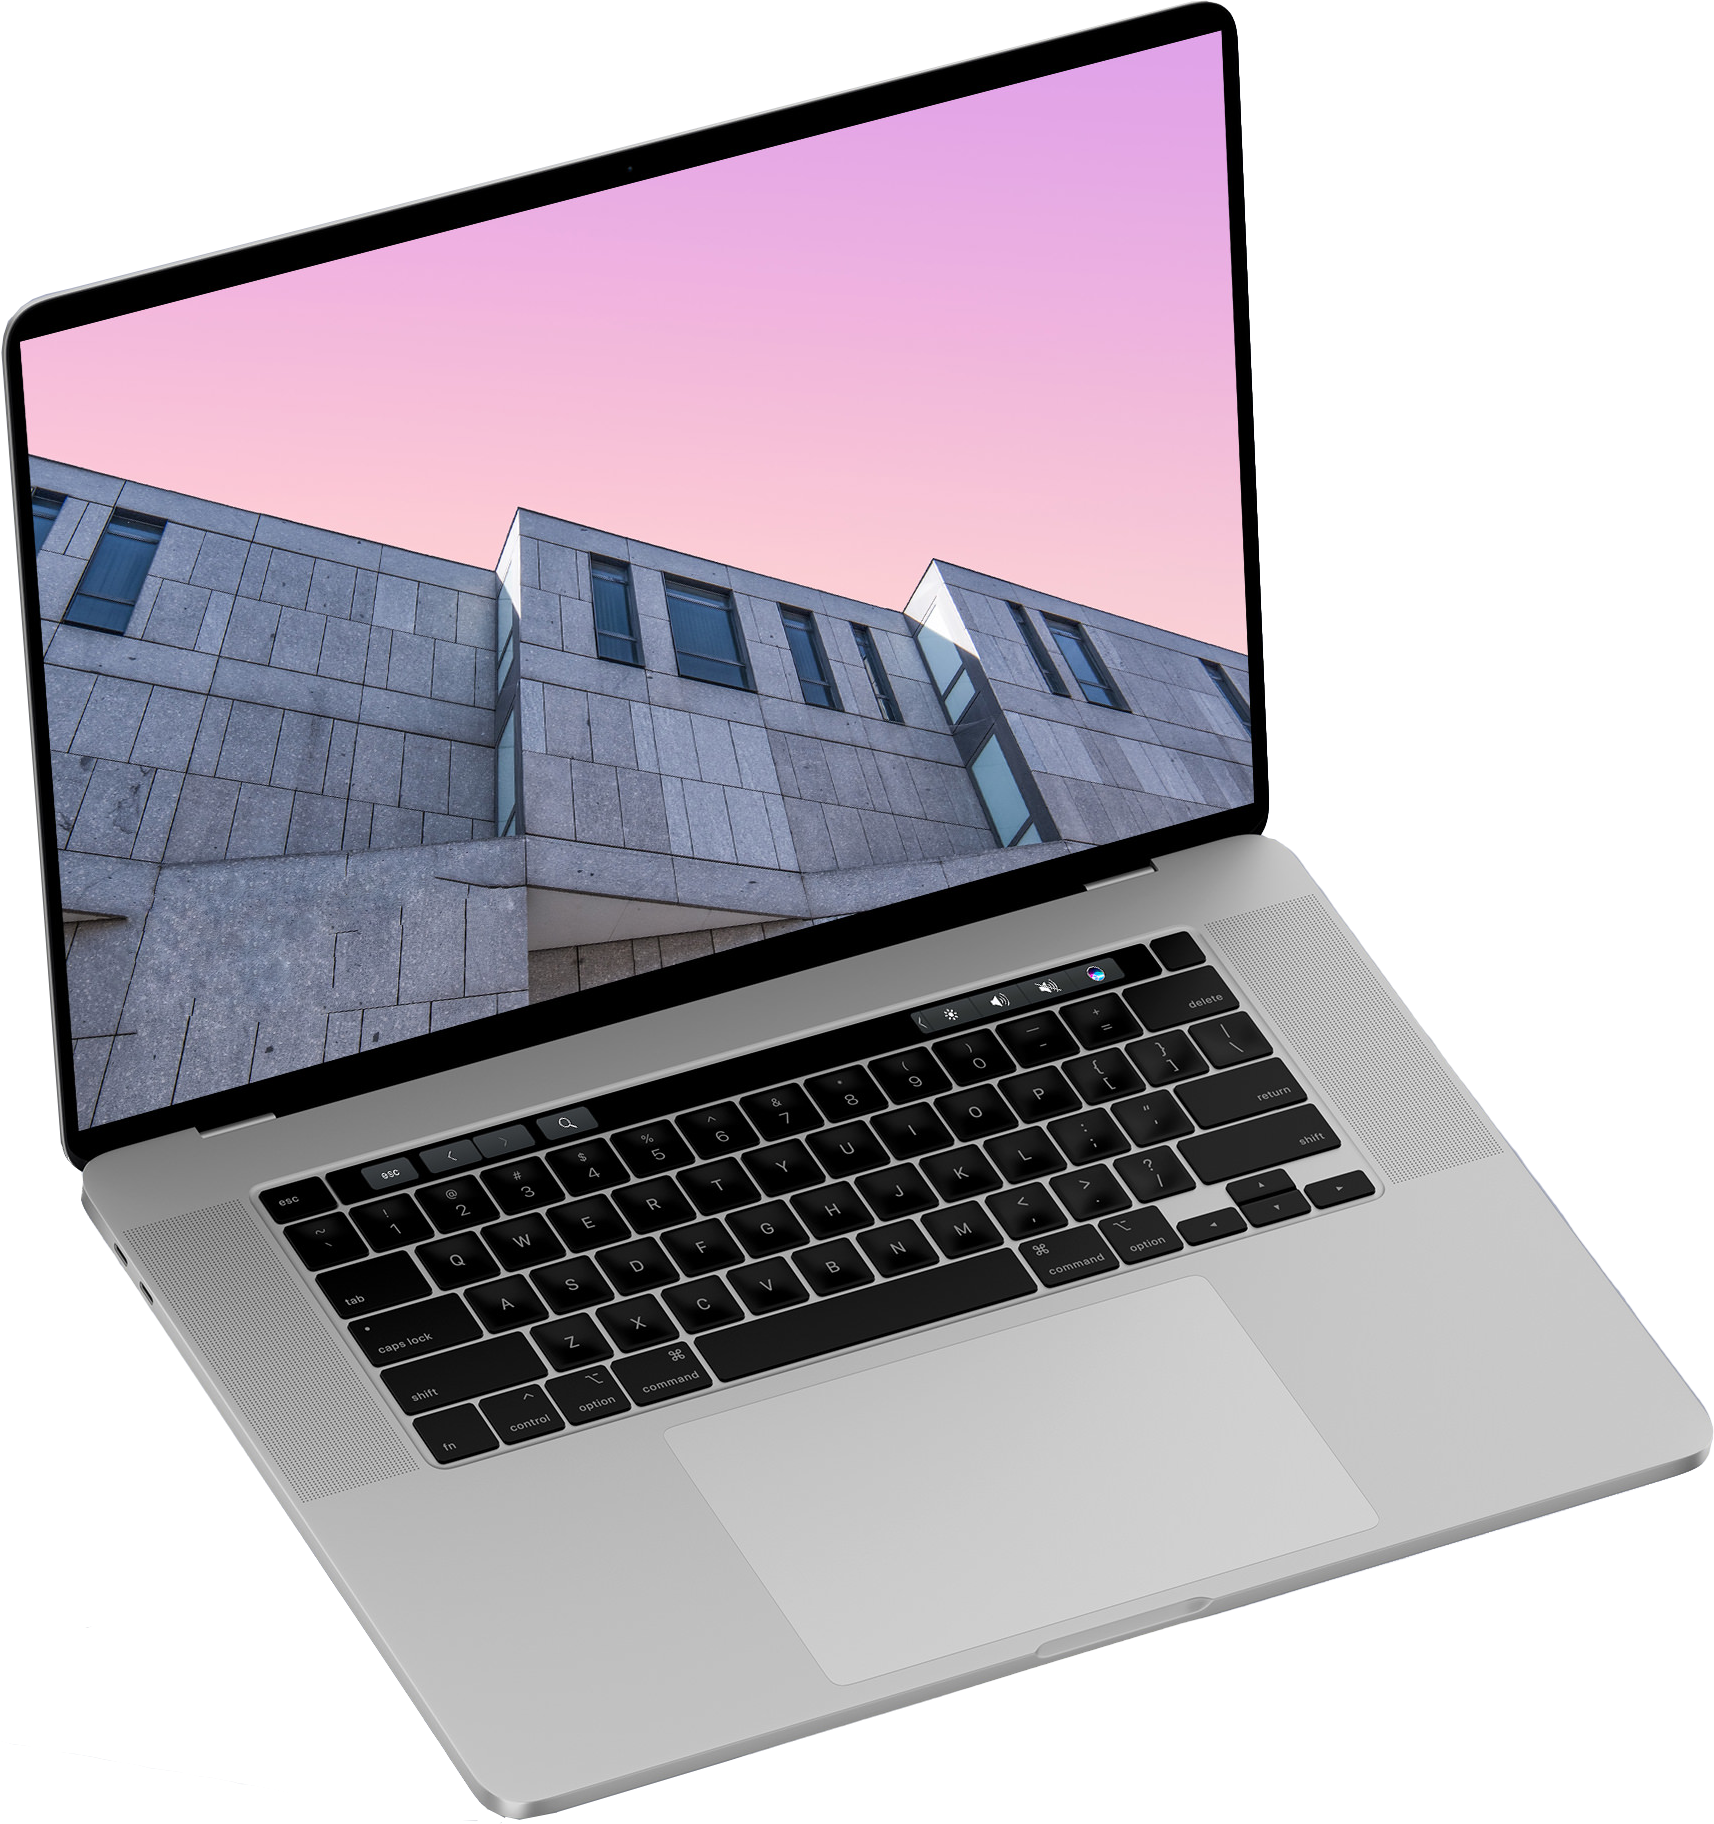 esc < > < 
esc
~ ` ! 1 @ 2 # 3 $ 4 % 5 ^ 6 & 7 * 8 ( 9 ) 0 — - + = delete
tab Q W E R T Y U I O P { [ } ] | \
caps lock A S D F G H J K L : ; " ' return
shift Z X C V B N M < , > . ? / shift
fn control option ⌘ command ⌘ command option